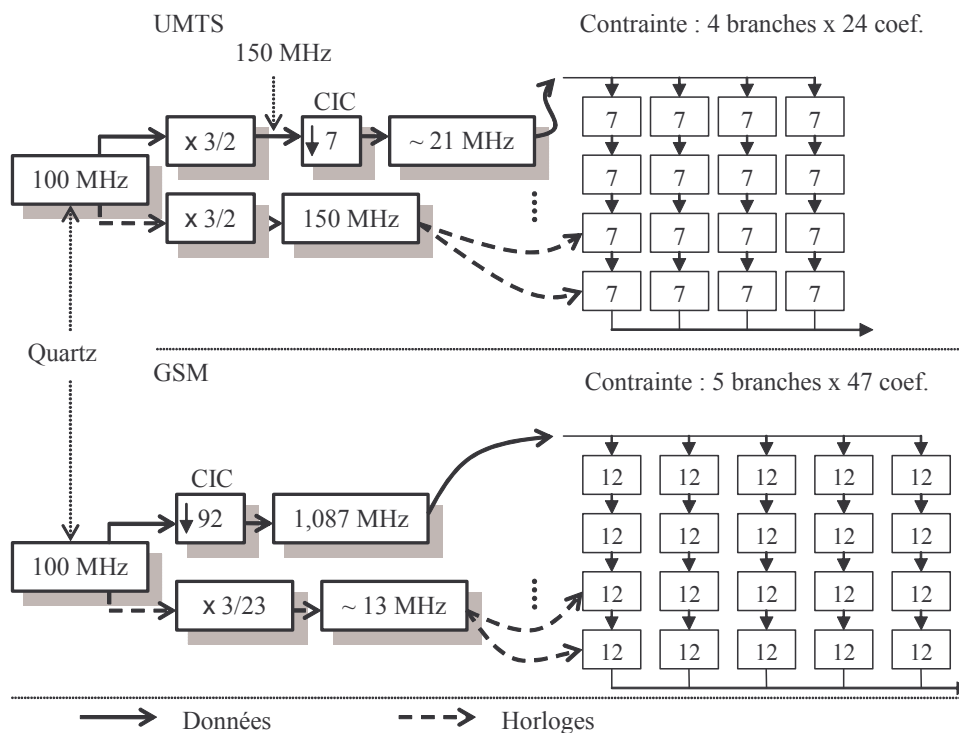 UMTS
Contrainte : 4 branches x 24 coef.
150 MHz
CIC
x 3/2
7
~ 21 MHz
7 7 7 7
100 MHz
7 7 7 7
x 3/2
150 MHz
7 7 7 7
7 7 7 7
Quartz
GSM
Contrainte : 5 branches x 47 coef.
CIC
92
1,087 MHz
12 12 12 12 12
100 MHz
12 12 12 12 12
x 3/23
~ 13 MHz
12 12 12 12 12
12 12 12 12 12
Données
Horloges